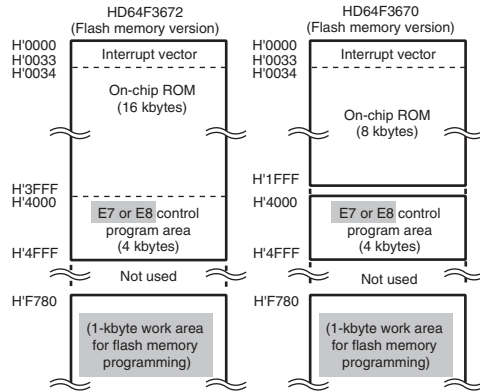 HD64F3672
(Flash memory version)
H'0000
H'0033
H'0034
Interrupt vector
On-chip ROM
(16 kbytes)
H'3FFF
H'4000
E7 or E8 control
program area
(4 kbytes)
H'4FFF
Not used
H'F780
(1-kbyte work area
for flash memory
programming)
HD64F3670
(Flash memory version)
H'0000
H'0033
H'0034
Interrupt vector
On-chip ROM
(8 kbytes)
H'1FFF
H'4000
E7 or E8 control
program area
(4 kbytes)
H'4FFF
Not used
H'F780
(1-kbyte work area
for flash memory
programming)